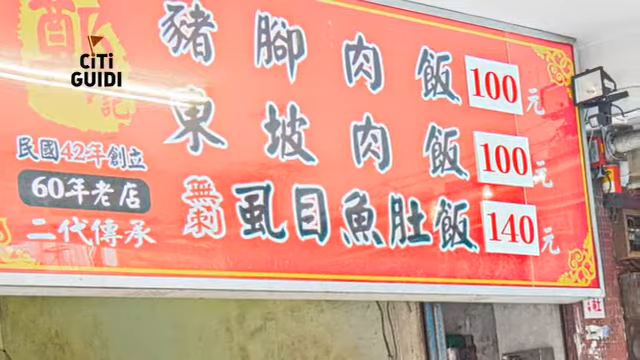 CiTi
GUIDI
記
豬腳肉飯 100元
東坡肉飯 100元
無刺虱目魚肚飯 140元
民國42年創立
60年老店
二代傳承